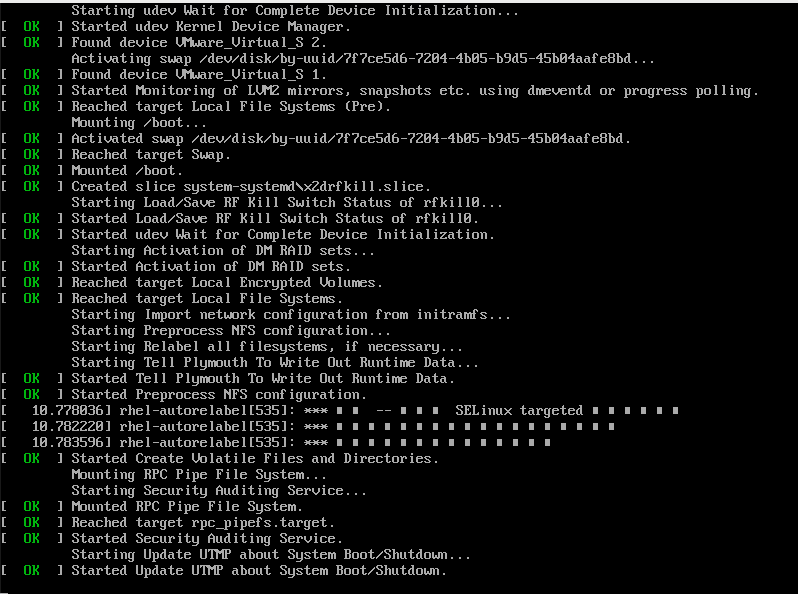 Starting udev Wait for Complete Device Initialization...
[  OK  ] Started udev Kernel Device Manager.
[  OK  ] Found device VMware_Virtual_S 2.
Activating swap /dev/disk/by-uuid/7f7ce5d6-7204-4b05-b9d5-45b04aafe8bd...
[  OK  ] Found device VMware_Virtual_S 1.
[  OK  ] Started Monitoring of LVM2 mirrors, snapshots etc. using dmeventd or progress polling.
[  OK  ] Reached target Local File Systems (Pre).
Mounting /boot...
[  OK  ] Activated swap /dev/disk/by-uuid/7f7ce5d6-7204-4b05-b9d5-45b04aafe8bd.
[  OK  ] Reached target Swap.
[  OK  ] Mounted /boot.
[  OK  ] Created slice system-systemd\x2drfkill.slice.
Starting Load/Save RF Kill Switch Status of rfkill0...
[  OK  ] Started Load/Save RF Kill Switch Status of rfkill0.
[  OK  ] Started udev Wait for Complete Device Initialization.
Starting Activation of DM RAID sets...
[  OK  ] Started Activation of DM RAID sets.
[  OK  ] Reached target Local Encrypted Volumes.
[  OK  ] Reached target Local File Systems.
Starting Import network configuration from initramfs...
Starting Preprocess NFS configuration...
Starting Relabel all filesystems, if necessary...
Starting Tell Plymouth To Write Out Runtime Data...
[  OK  ] Started Tell Plymouth To Write Out Runtime Data.
[  OK  ] Started Preprocess NFS configuration.
[   10.778036] rhel-autorelabel[535]: *** ■ ■  -- ■ ■ ■  SELinux targeted ■ ■ ■ ■ ■ ■
[   10.782220] rhel-autorelabel[535]: *** ■ ■ ■ ■ ■ ■ ■ ■ ■ ■ ■ ■ ■ ■ ■ ■ ■ ■
[   10.783596] rhel-autorelabel[535]: *** ■ ■ ■ ■ ■ ■ ■ ■ ■ ■ ■ ■ ■ ■
[  OK  ] Started Create Volatile Files and Directories.
Mounting RPC Pipe File System...
Starting Security Auditing Service...
[  OK  ] Mounted RPC Pipe File System.
[  OK  ] Reached target rpc_pipefs.target.
[  OK  ] Started Security Auditing Service.
Starting Update UTMP about System Boot/Shutdown...
[  OK  ] Started Update UTMP about System Boot/Shutdown.